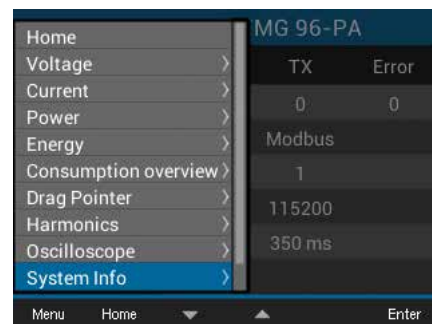 MG 96-PA
Home
Voltage
Current
Power
Energy
Consumption overview
Drag Pointer
Harmonics
Oscilloscope
System Info
TX Error
0 0
Modbus
1
115200
350 ms
Menu Home Enter